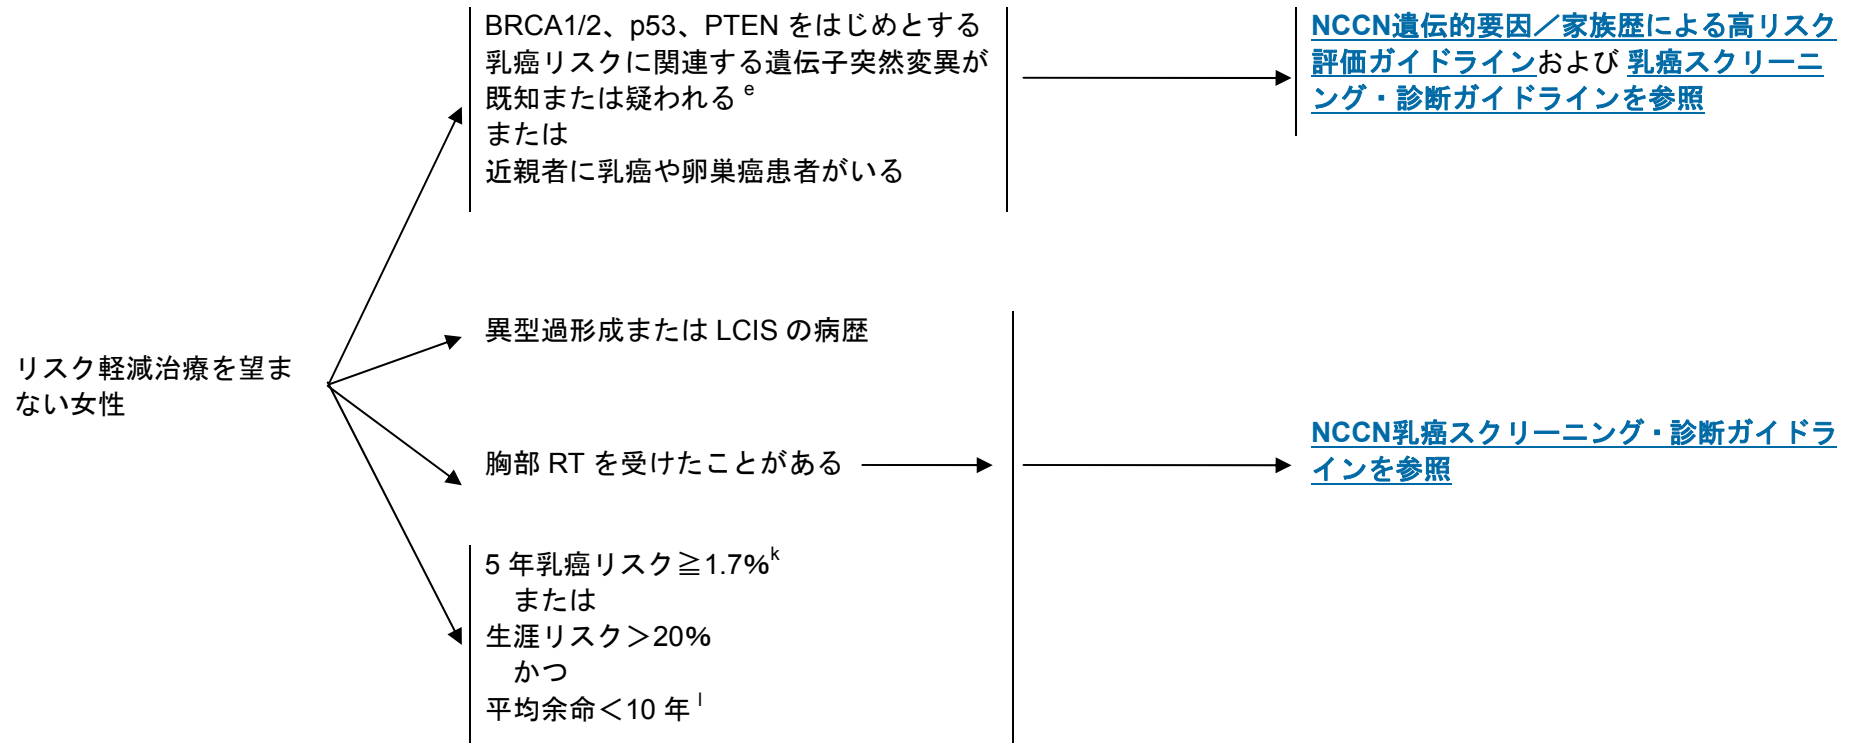 BRCA1/2、p53、PTEN をはじめとする
乳癌リスクに関連する遺伝子突然変異が
既知または疑われる e
または
近親者に乳癌や卵巣癌患者がいる
NCCN遺伝的要因／家族歴による高リスク
評価ガイドラインおよび 乳癌スクリーニ
ング・診断ガイドラインを参照
リスク軽減治療を望ま
ない女性
異型過形成または LCIS の病歴
胸部 RT を受けたことがある
5 年乳癌リスク≧1.7%k
または
生涯リスク＞20%
かつ
平均余命＜10 年 l
NCCN乳癌スクリーニング・診断ガイドラ
インを参照